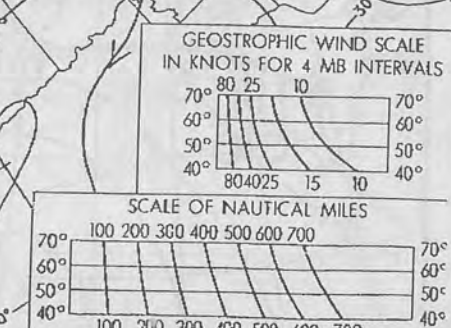 30
GEOSTROPHIC WIND SCALE
IN KNOTS FOR 4 MB INTERVALS
80 25 10
70° 70°
60° 60°
50° 50°
40° 40°
80 40 25 15 10
SCALE OF NAUTICAL MILES
100 200 300 400 500 600 700
70° 70°
60° 60°
50° 50°
40° 40°
100 200 300 400 500 600 700